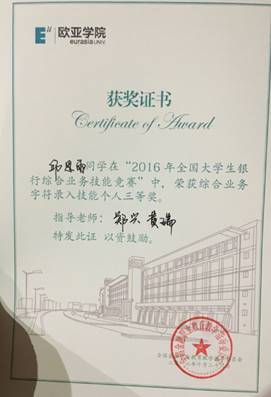 欧亚学院
eurasia UNIV.
获奖证书
Certificate of Award
同学在“2016年全国大学生银
行综合业务技能竞赛”中，荣获综合业务
字符录入技能个人三等奖。
指导老师：
特发此证 以资鼓励。